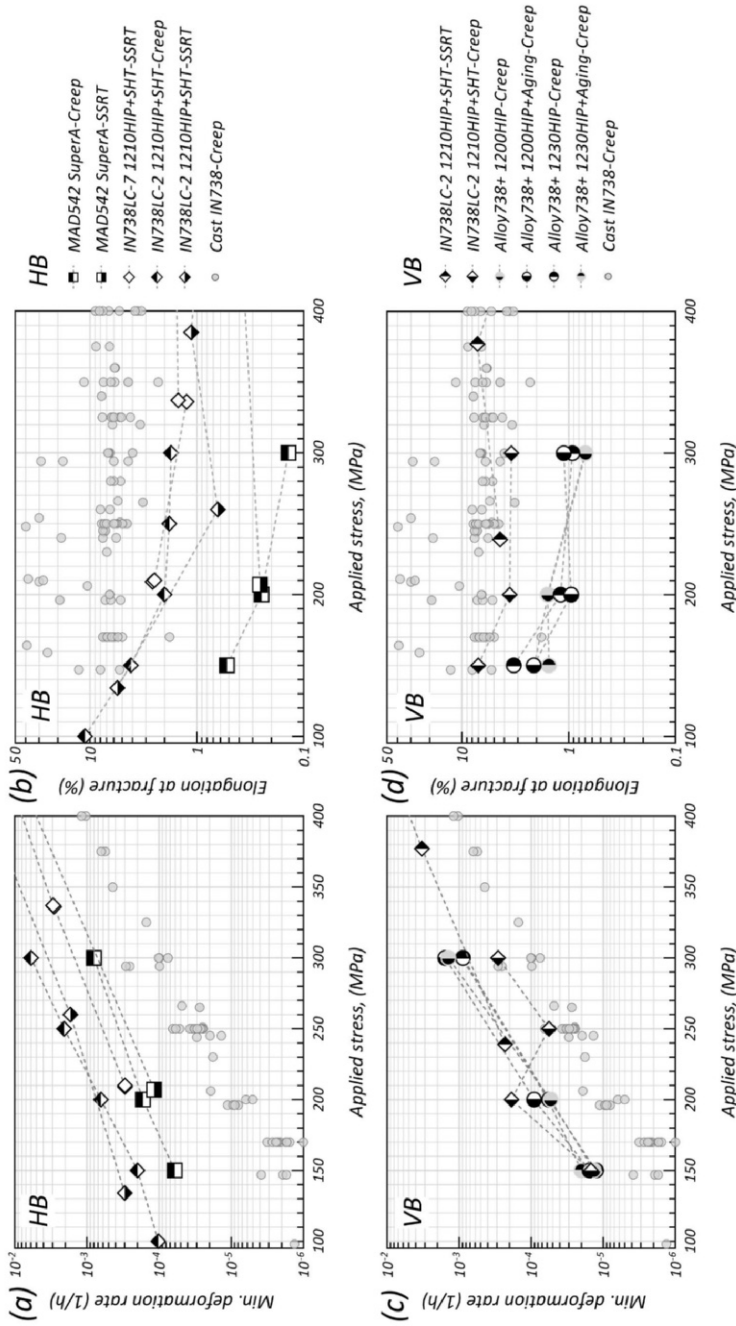 (a)
HB
Min. deformation rate (1/h)
10-2
10-3
10-4
10-5
10-6
100
150
200
250
300
350
400
Applied stress, (MPa)
(b)
HB
Elongation at fracture (%)
50
10
1
0.1
100
200
300
400
Applied stress, (MPa)
HB
MAD542 SuperA-Creep
MAD542 SuperA-SSRT
IN738LC-7 1210HIP+SHT-SSRT
IN738LC-2 1210HIP+SHT-Creep
IN738LC-2 1210HIP+SHT-SSRT
Cast IN738-Creep
(c)
VB
Min. deformation rate (1/h)
10-2
10-3
10-4
10-5
10-6
100
150
200
250
300
350
400
Applied stress, (MPa)
(d)
VB
Elongation at fracture (%)
50
10
1
0.1
100
200
300
400
Applied stress, (MPa)
VB
IN738LC-2 1210HIP+SHT-SSRT
IN738LC-2 1210HIP+SHT-Creep
Alloy738+ 1200HIP-Creep
Alloy738+ 1200HIP+Aging-Creep
Alloy738+ 1230HIP-Creep
Alloy738+ 1230HIP+Aging-Creep
Cast IN738-Creep